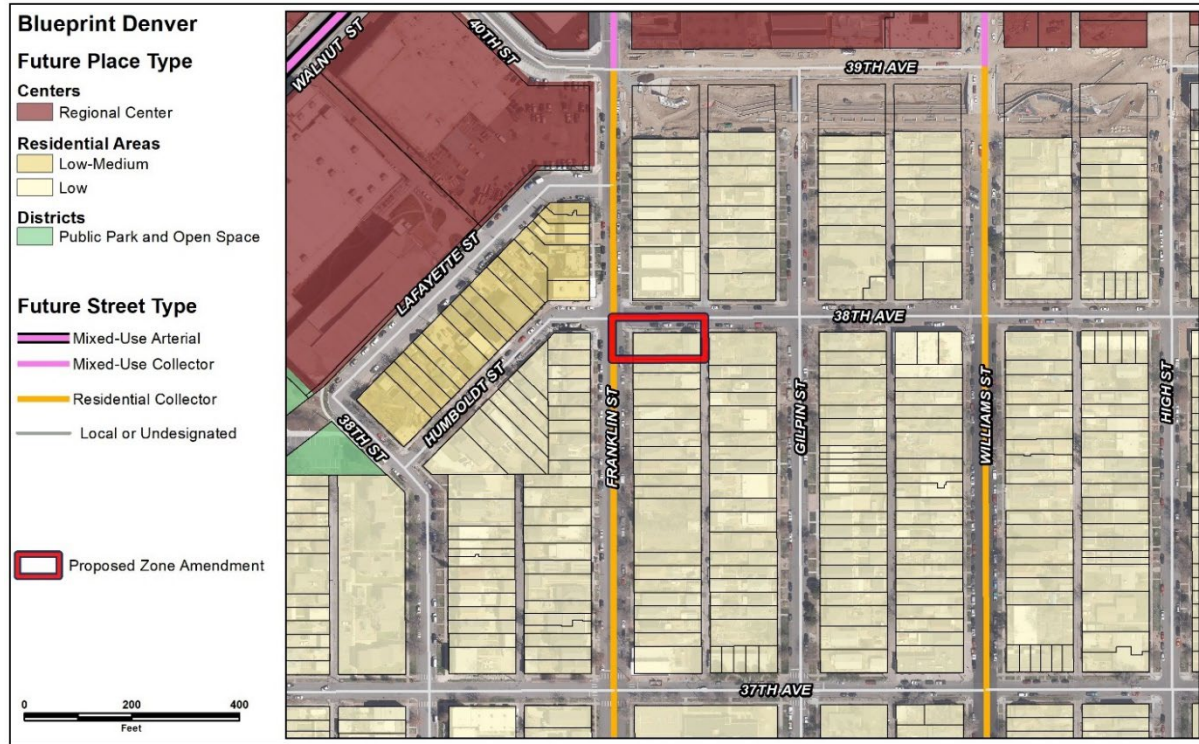 Blueprint Denver
Future Place Type
Centers
Regional Center
Residential Areas
Low-Medium
Low
Districts
Public Park and Open Space
Future Street Type
Mixed-Use Arterial
Mixed-Use Collector
Residential Collector
Local or Undesignated
Proposed Zone Amendment
0 200 400
Feet
WALNUT ST
40TH ST
39TH AVE
LAFAYETTE ST
38TH AVE
HUMBOLDT ST
38TH ST
FRANKLIN ST
GILPIN ST
WILLIAMS ST
HIGH ST
37TH AVE